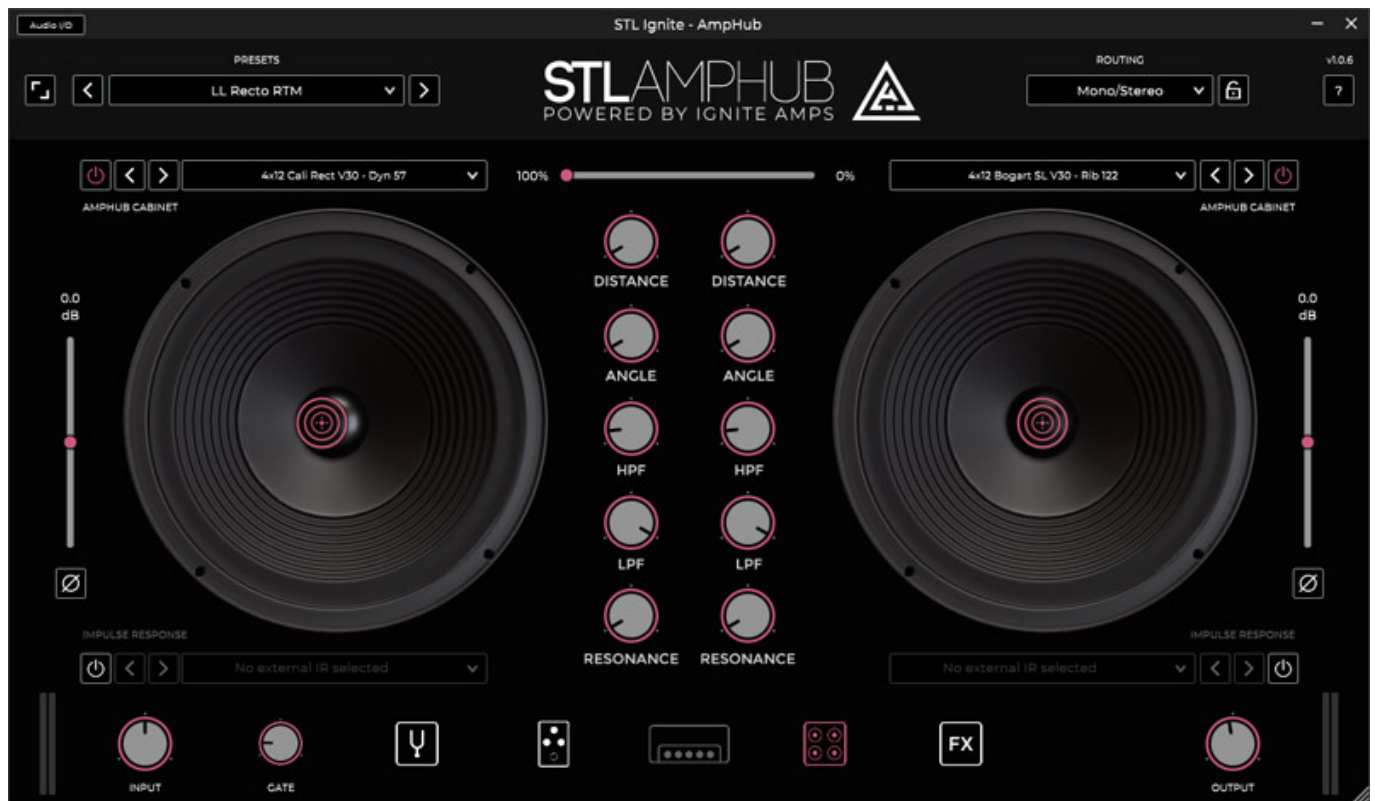 Audio I/O
STL Ignite - AmpHub
PRESETS
LL Recto RTM
STLAMPHUB
POWERED BY IGNITE AMPS
ROUTING
Mono/Stereo
v1.0.6
?
4x12 Cali Rect V30 - Dyn 57
AMPHUB CABINET
100%
0%
4x12 Bogart SL V30 - Rib 122
AMPHUB CABINET
0.0
dB
DISTANCE
DISTANCE
ANGLE
ANGLE
HPF
HPF
LPF
LPF
RESONANCE
RESONANCE
0.0
dB
IMPULSE RESPONSE
No external IR selected
IMPULSE RESPONSE
No external IR selected
INPUT
GATE
FX
OUTPUT